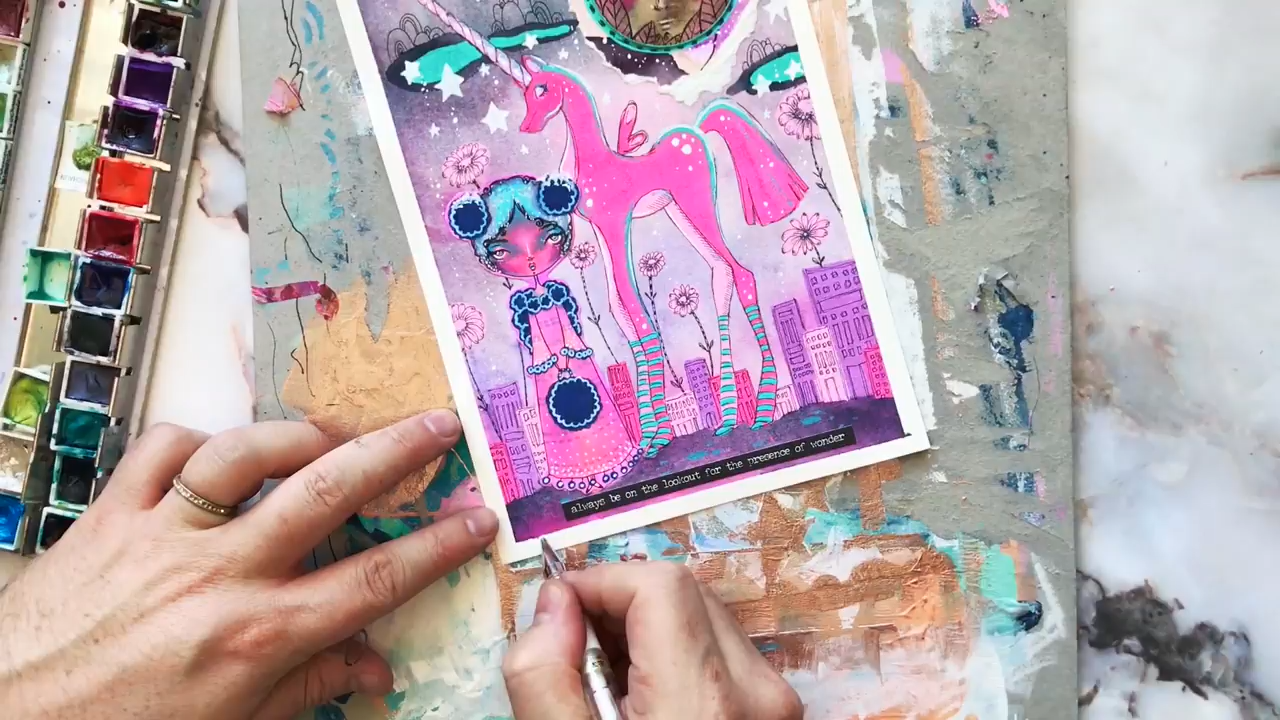 always be on the lookout for the presence of wonder